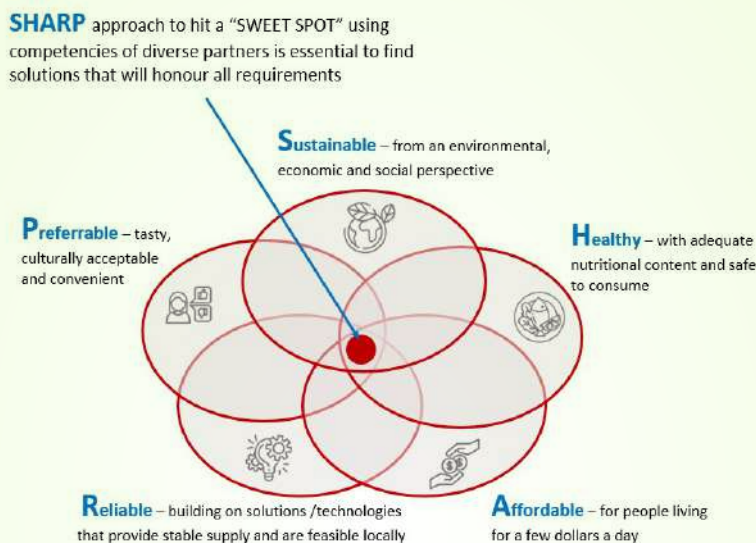 SHARP approach to hit a “SWEET SPOT” using
competencies of diverse partners is essential to find
solutions that will honour all requirements
Sustainable – from an environmental,
economic and social perspective
Preferrable – tasty,
culturally acceptable
and convenient
Healthy – with adequate
nutritional content and safe
to consume
Reliable – building on solutions /technologies
that provide stable supply and are feasible locally
Affordable – for people living
for a few dollars a day